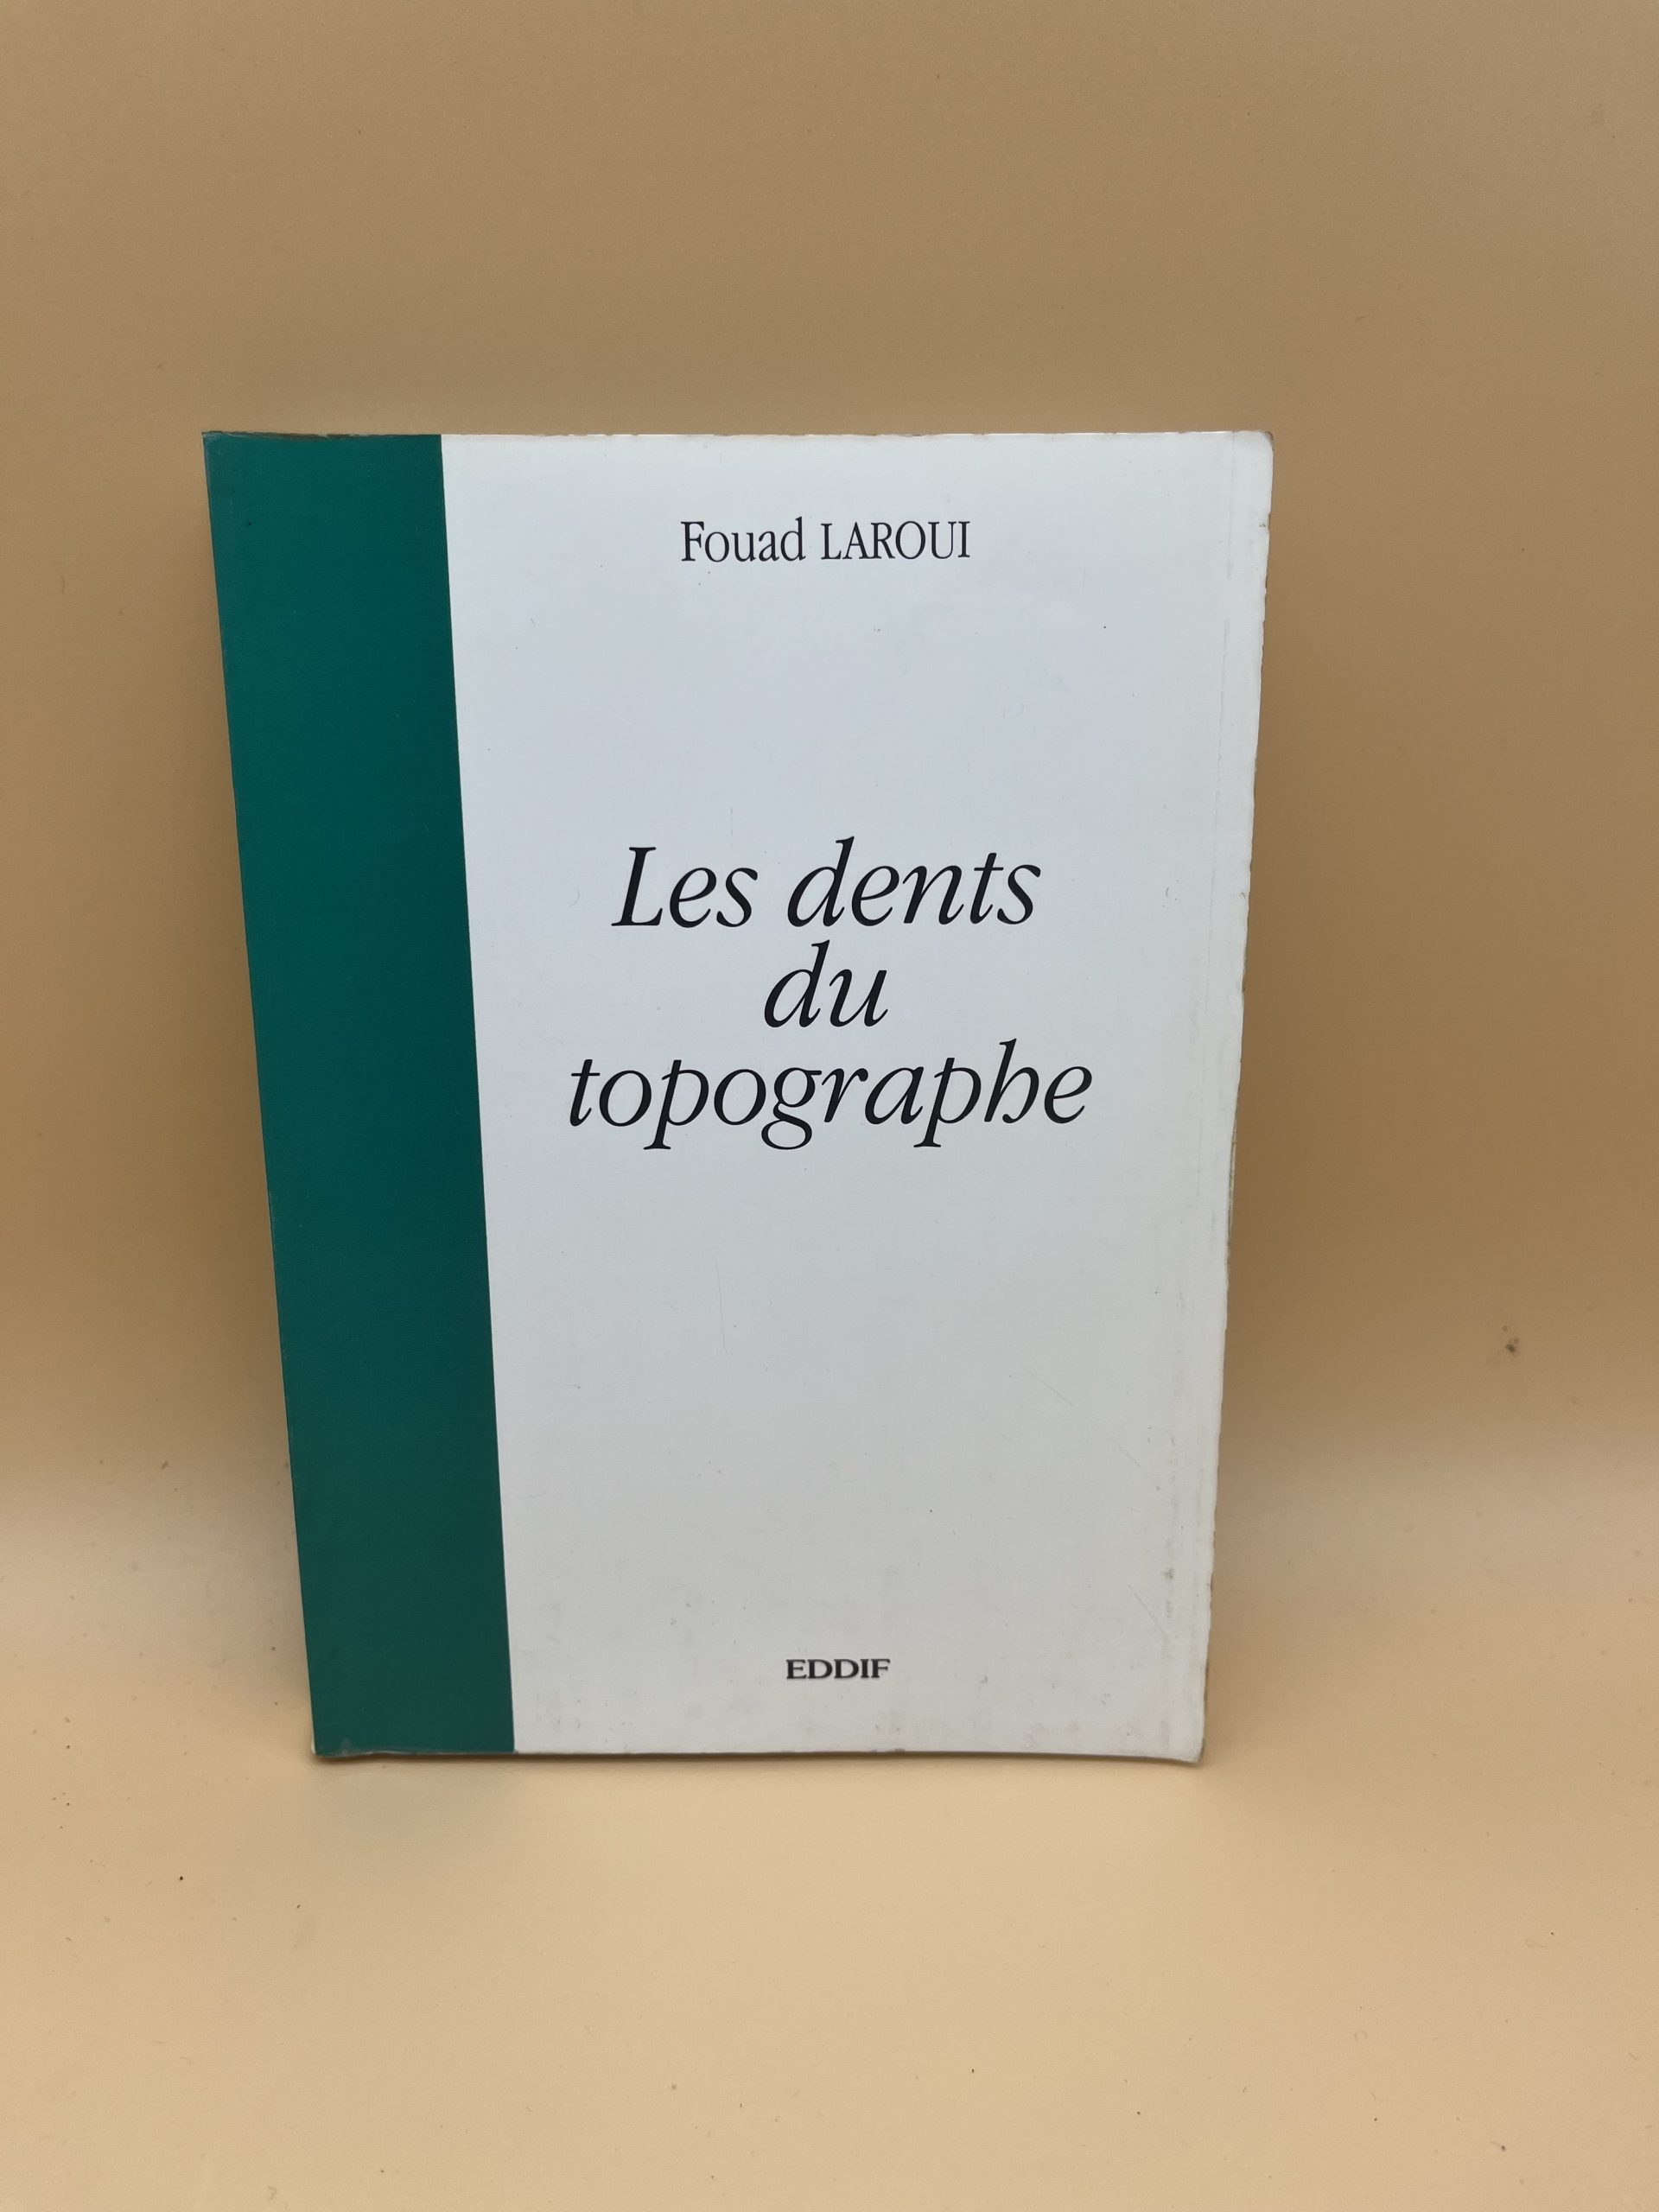 Fouad LAROUI
Les dents
du
topographe
EDDIF